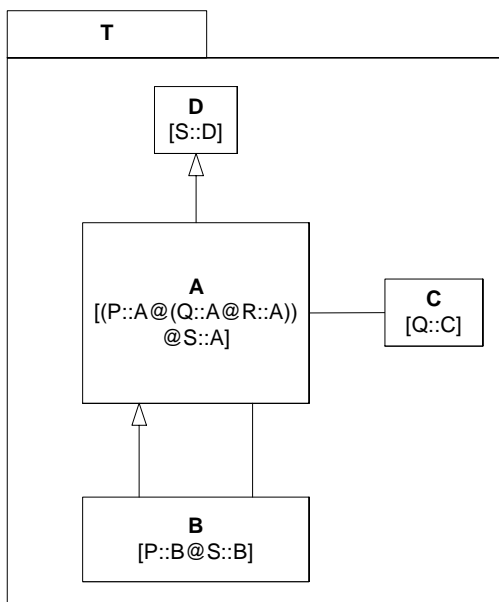 T
D
[S::D]
A
[(P::A@(Q::A@R::A))
@S::A]
C
[Q::C]
B
[P::B@S::B]